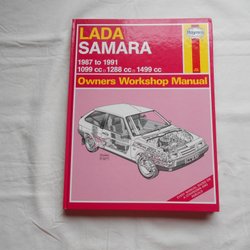 Haynes
LADA
SAMARA
1987 to 1991
1099 cc □ 1288 cc □ 1499 cc
Owners Workshop Manual